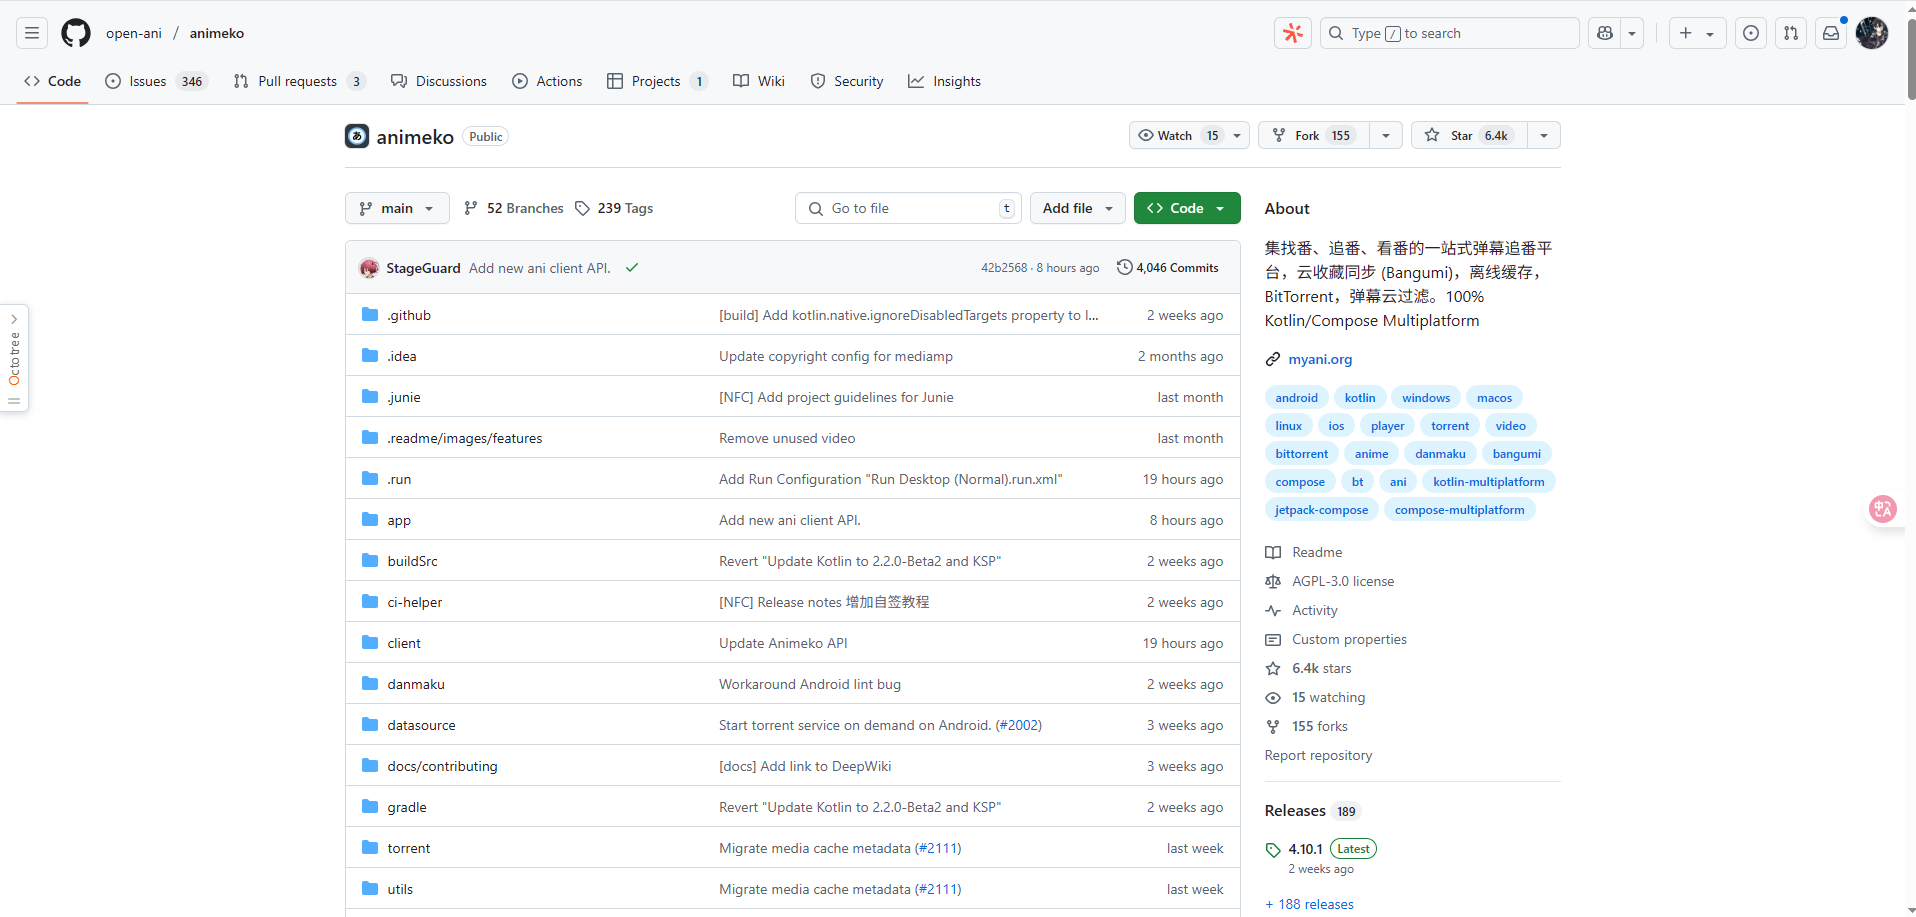 open-ani / animeko
Type / to search
Code
Issues 346
Pull requests 3
Discussions
Actions
Projects 1
Wiki
Security
Insights
animeko Public
Watch 15
Fork 155
Star 6.4k
main
52 Branches
239 Tags
Go to file t
Add file
Code
StageGuard Add new ani client API.
42b2568 · 8 hours ago
4,046 Commits
.github [build] Add kotlin.native.ignoreDisabledTargets property to l... 2 weeks ago
.idea Update copyright config for mediamp 2 months ago
.junie [NFC] Add project guidelines for Junie last month
.readme/images/features Remove unused video last month
.run Add Run Configuration "Run Desktop (Normal).run.xml" 19 hours ago
app Add new ani client API. 8 hours ago
buildSrc Revert "Update Kotlin to 2.2.0-Beta2 and KSP" 2 weeks ago
ci-helper [NFC] Release notes 增加自签教程 2 weeks ago
client Update Animeko API 19 hours ago
danmaku Workaround Android lint bug 2 weeks ago
datasource Start torrent service on demand on Android. (#2002) 3 weeks ago
docs/contributing [docs] Add link to DeepWiki 3 weeks ago
gradle Revert "Update Kotlin to 2.2.0-Beta2 and KSP" 2 weeks ago
torrent Migrate media cache metadata (#2111) last week
utils Migrate media cache metadata (#2111) last week
About
集找番、追番、看番的一站式弹幕追番平
台，云收藏同步 (Bangumi)，离线缓存，
BitTorrent，弹幕云过滤。100%
Kotlin/Compose Multiplatform
myani.org
android kotlin windows macos
linux ios player torrent video
bittorrent anime danmaku bangumi
compose bt ani kotlin-multiplatform
jetpack-compose compose-multiplatform
Readme
AGPL-3.0 license
Activity
Custom properties
6.4k stars
15 watching
155 forks
Report repository
Releases 189
4.10.1 Latest
2 weeks ago
+ 188 releases
Octotree